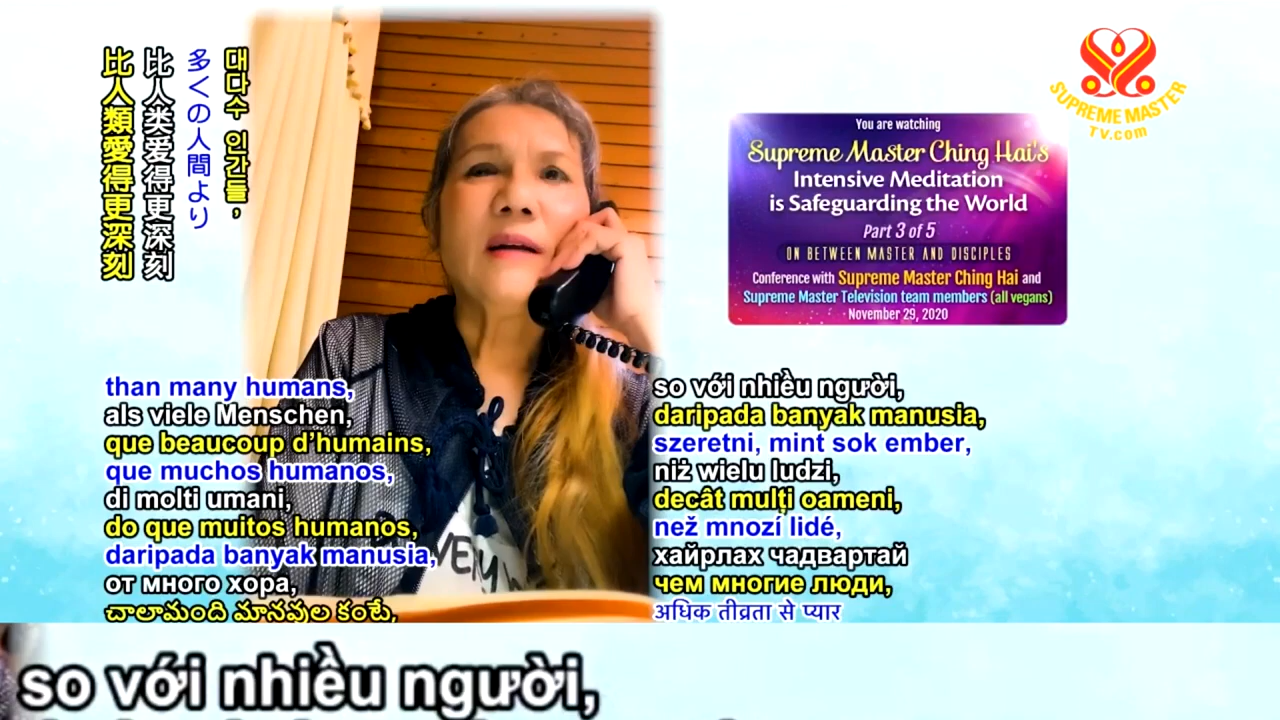 대다수 인간들,
多くの人間より
比人类爱得更深刻
比人類愛得更深刻
SUPREME MASTER
TV.com
You are watching
Supreme Master Ching Hai's
Intensive Meditation
is Safeguarding the World
Part 3 of 5
ON BETWEEN MASTER AND DISCIPLES
Conference with Supreme Master Ching Hai and
Supreme Master Television team members (all vegans)
November 29, 2020
than many humans,
als viele Menschen,
que beaucoup d’humains,
que muchos humanos,
di molti umani,
do que muitos humanos,
daripada banyak manusia,
от много хора,
చాలామంది మానవుల కంటే,
so với nhiều người,
daripada banyak manusia,
szeretni, mint sok ember,
niż wielu ludzi,
decât mulți oameni,
než mnozí lidé,
хайрлах чадвартай
чем многие люди,
अधिक तीव्रता से प्यार
so với nhiều người,